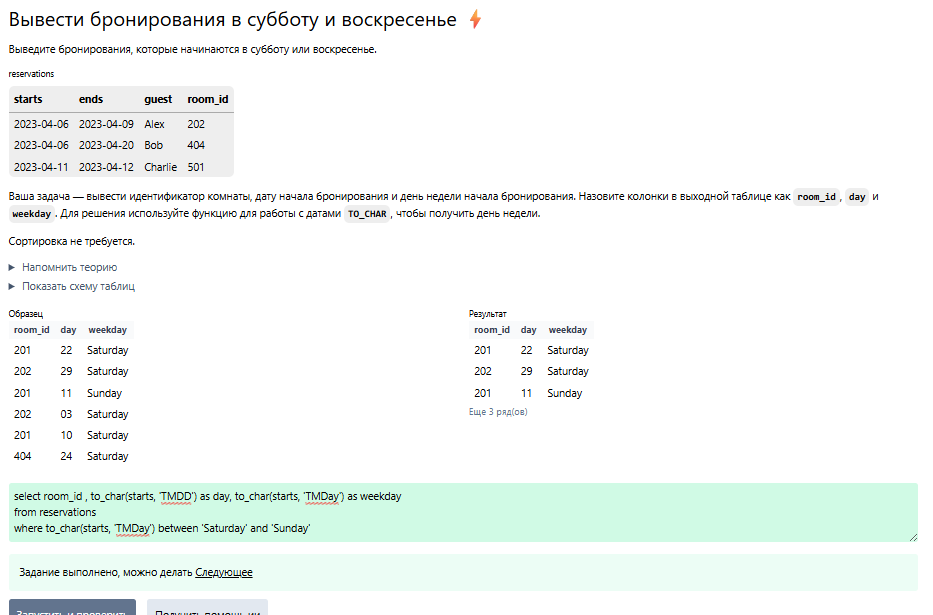 Вывести бронирования в субботу и воскресенье ⚡
Выведите бронирования, которые начинаются в субботу или воскресенье.
reservations
starts ends guest room_id
2023-04-06 2023-04-09 Alex 202
2023-04-06 2023-04-20 Bob 404
2023-04-11 2023-04-12 Charlie 501
Ваша задача — вывести идентификатор комнаты, дату начала бронирования и день недели начала бронирования. Назовите колонки в выходной таблице как room_id, day и
weekday. Для решения используйте функцию для работы с датами TO_CHAR, чтобы получить день недели.
Сортировка не требуется.
▶ Напомнить теорию
▶ Показать схему таблиц
Образец
room_id day weekday
201 22 Saturday
202 29 Saturday
201 11 Sunday
202 03 Saturday
201 10 Saturday
404 24 Saturday
Результат
room_id day weekday
201 22 Saturday
202 29 Saturday
201 11 Sunday
Еще 3 ряд(ов)
select room_id , to_char(starts, 'TMDD') as day, to_char(starts, 'TMDay') as weekday
from reservations
where to_char(starts, 'TMDay') between 'Saturday' and 'Sunday'
Задание выполнено, можно делать Следующее
Запустить и проверить Получить помощь ии